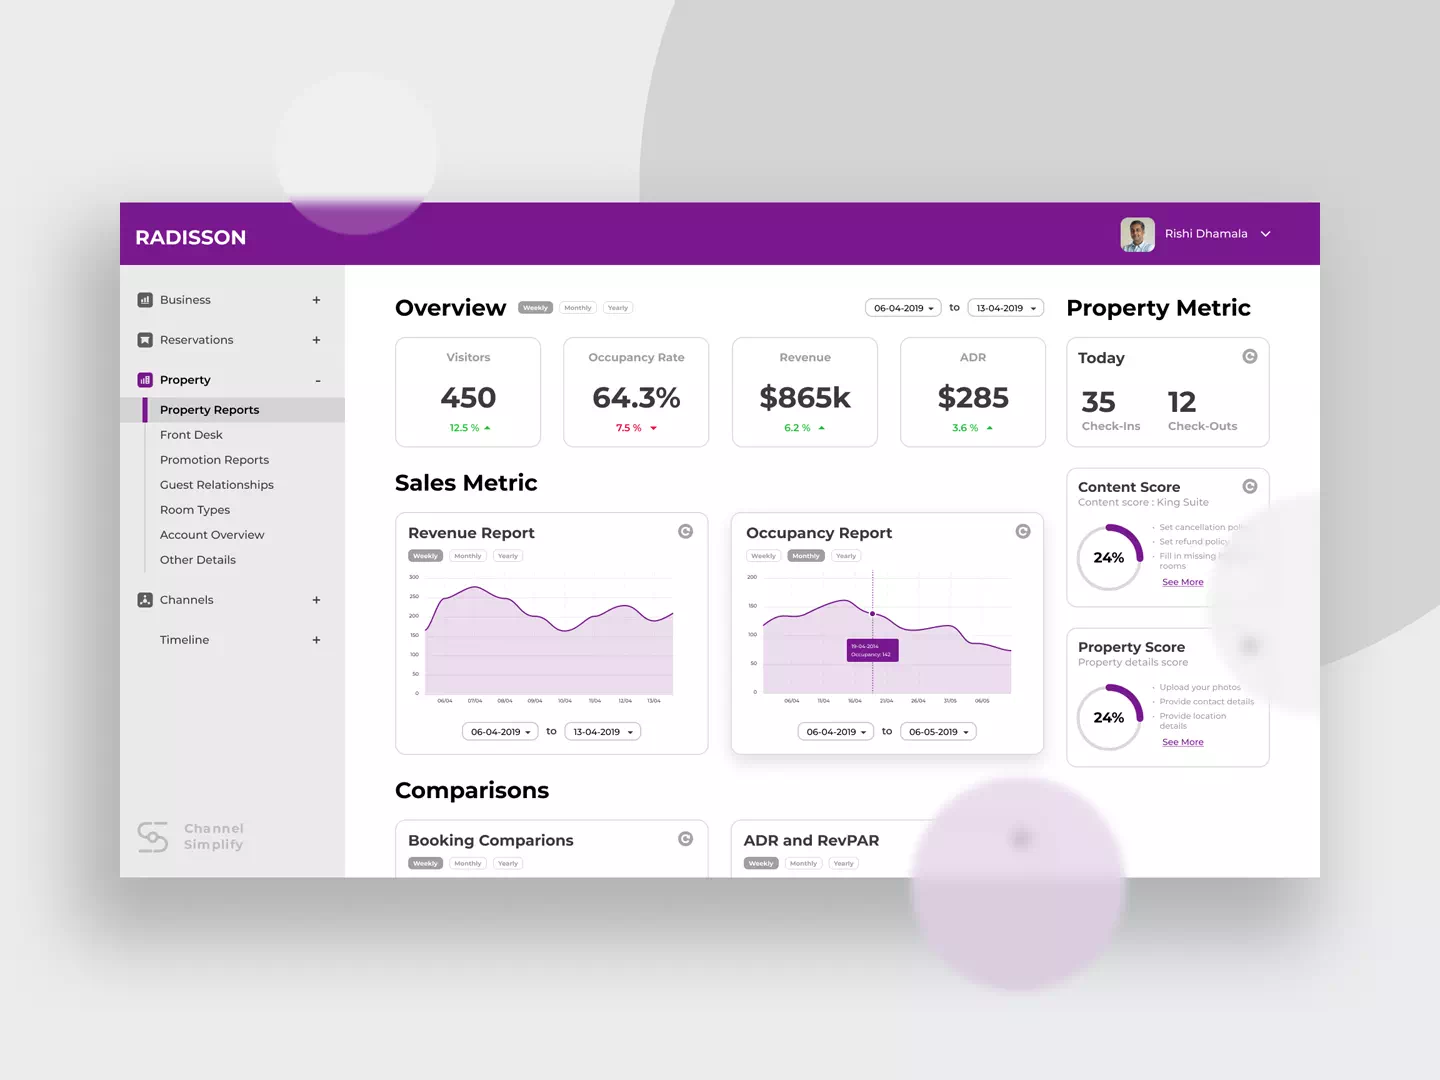 RADISSON
Rishi Dhamala
Business +
Reservations +
Property -
Property Reports
Front Desk
Promotion Reports
Guest Relationships
Room Types
Account Overview
Other Details
Channels +
Timeline +
Channel
Simplify
Overview Weekly Monthly Yearly
06-04-2019 to 13-04-2019
Visitors
450
12.5 %
Occupancy Rate
64.3%
7.5 %
Revenue
$865k
6.2 %
ADR
$285
3.6 %
Sales Metric
Revenue Report
Weekly Monthly Yearly
300
250
200
150
100
50
0
06/04 07/04 08/04 09/04 10/04 11/04 12/04 13/04
06-04-2019 to 13-04-2019
Occupancy Report
Weekly Monthly Yearly
200
150
100
50
0
19-04-2014
Occupancy: 142
06/04 11/04 16/04 21/04 26/04 31/05 06/05
06-04-2019 to 06-05-2019
Comparisons
Booking Comparions
Weekly Monthly Yearly
ADR and RevPAR
Weekly Monthly Yearly
Property Metric
Today
35 12
Check-Ins Check-Outs
Content Score
Content score : King Suite
24%
Set cancellation
Set refund policy
Fill in missing
rooms
See More
Property Score
Property details score
24%
Upload your photos
Provide contact details
Provide location
details
See More